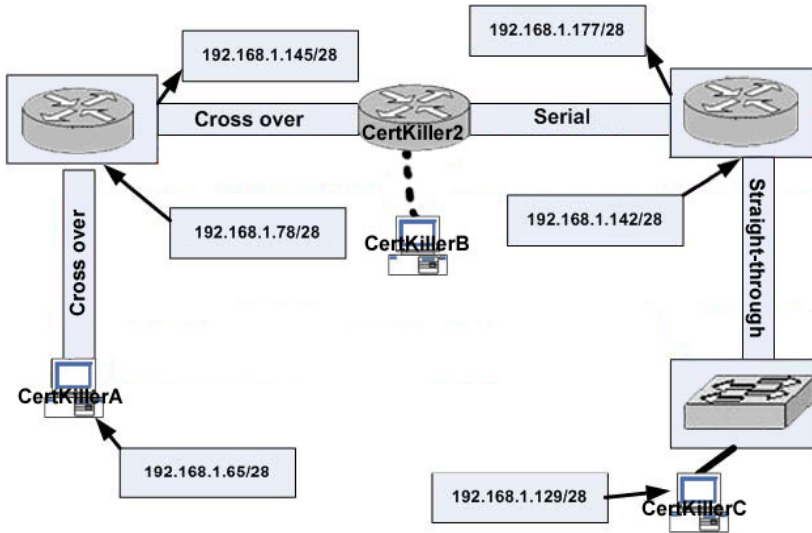 192.168.1.177/28
192.168.1.145/28
Cross over
CertKiller2
Serial
192.168.1.78/28
192.168.1.142/28
CertKillerB
Cross over
Straight-through
CertKillerA
192.168.1.65/28
192.168.1.129/28
CertKillerC